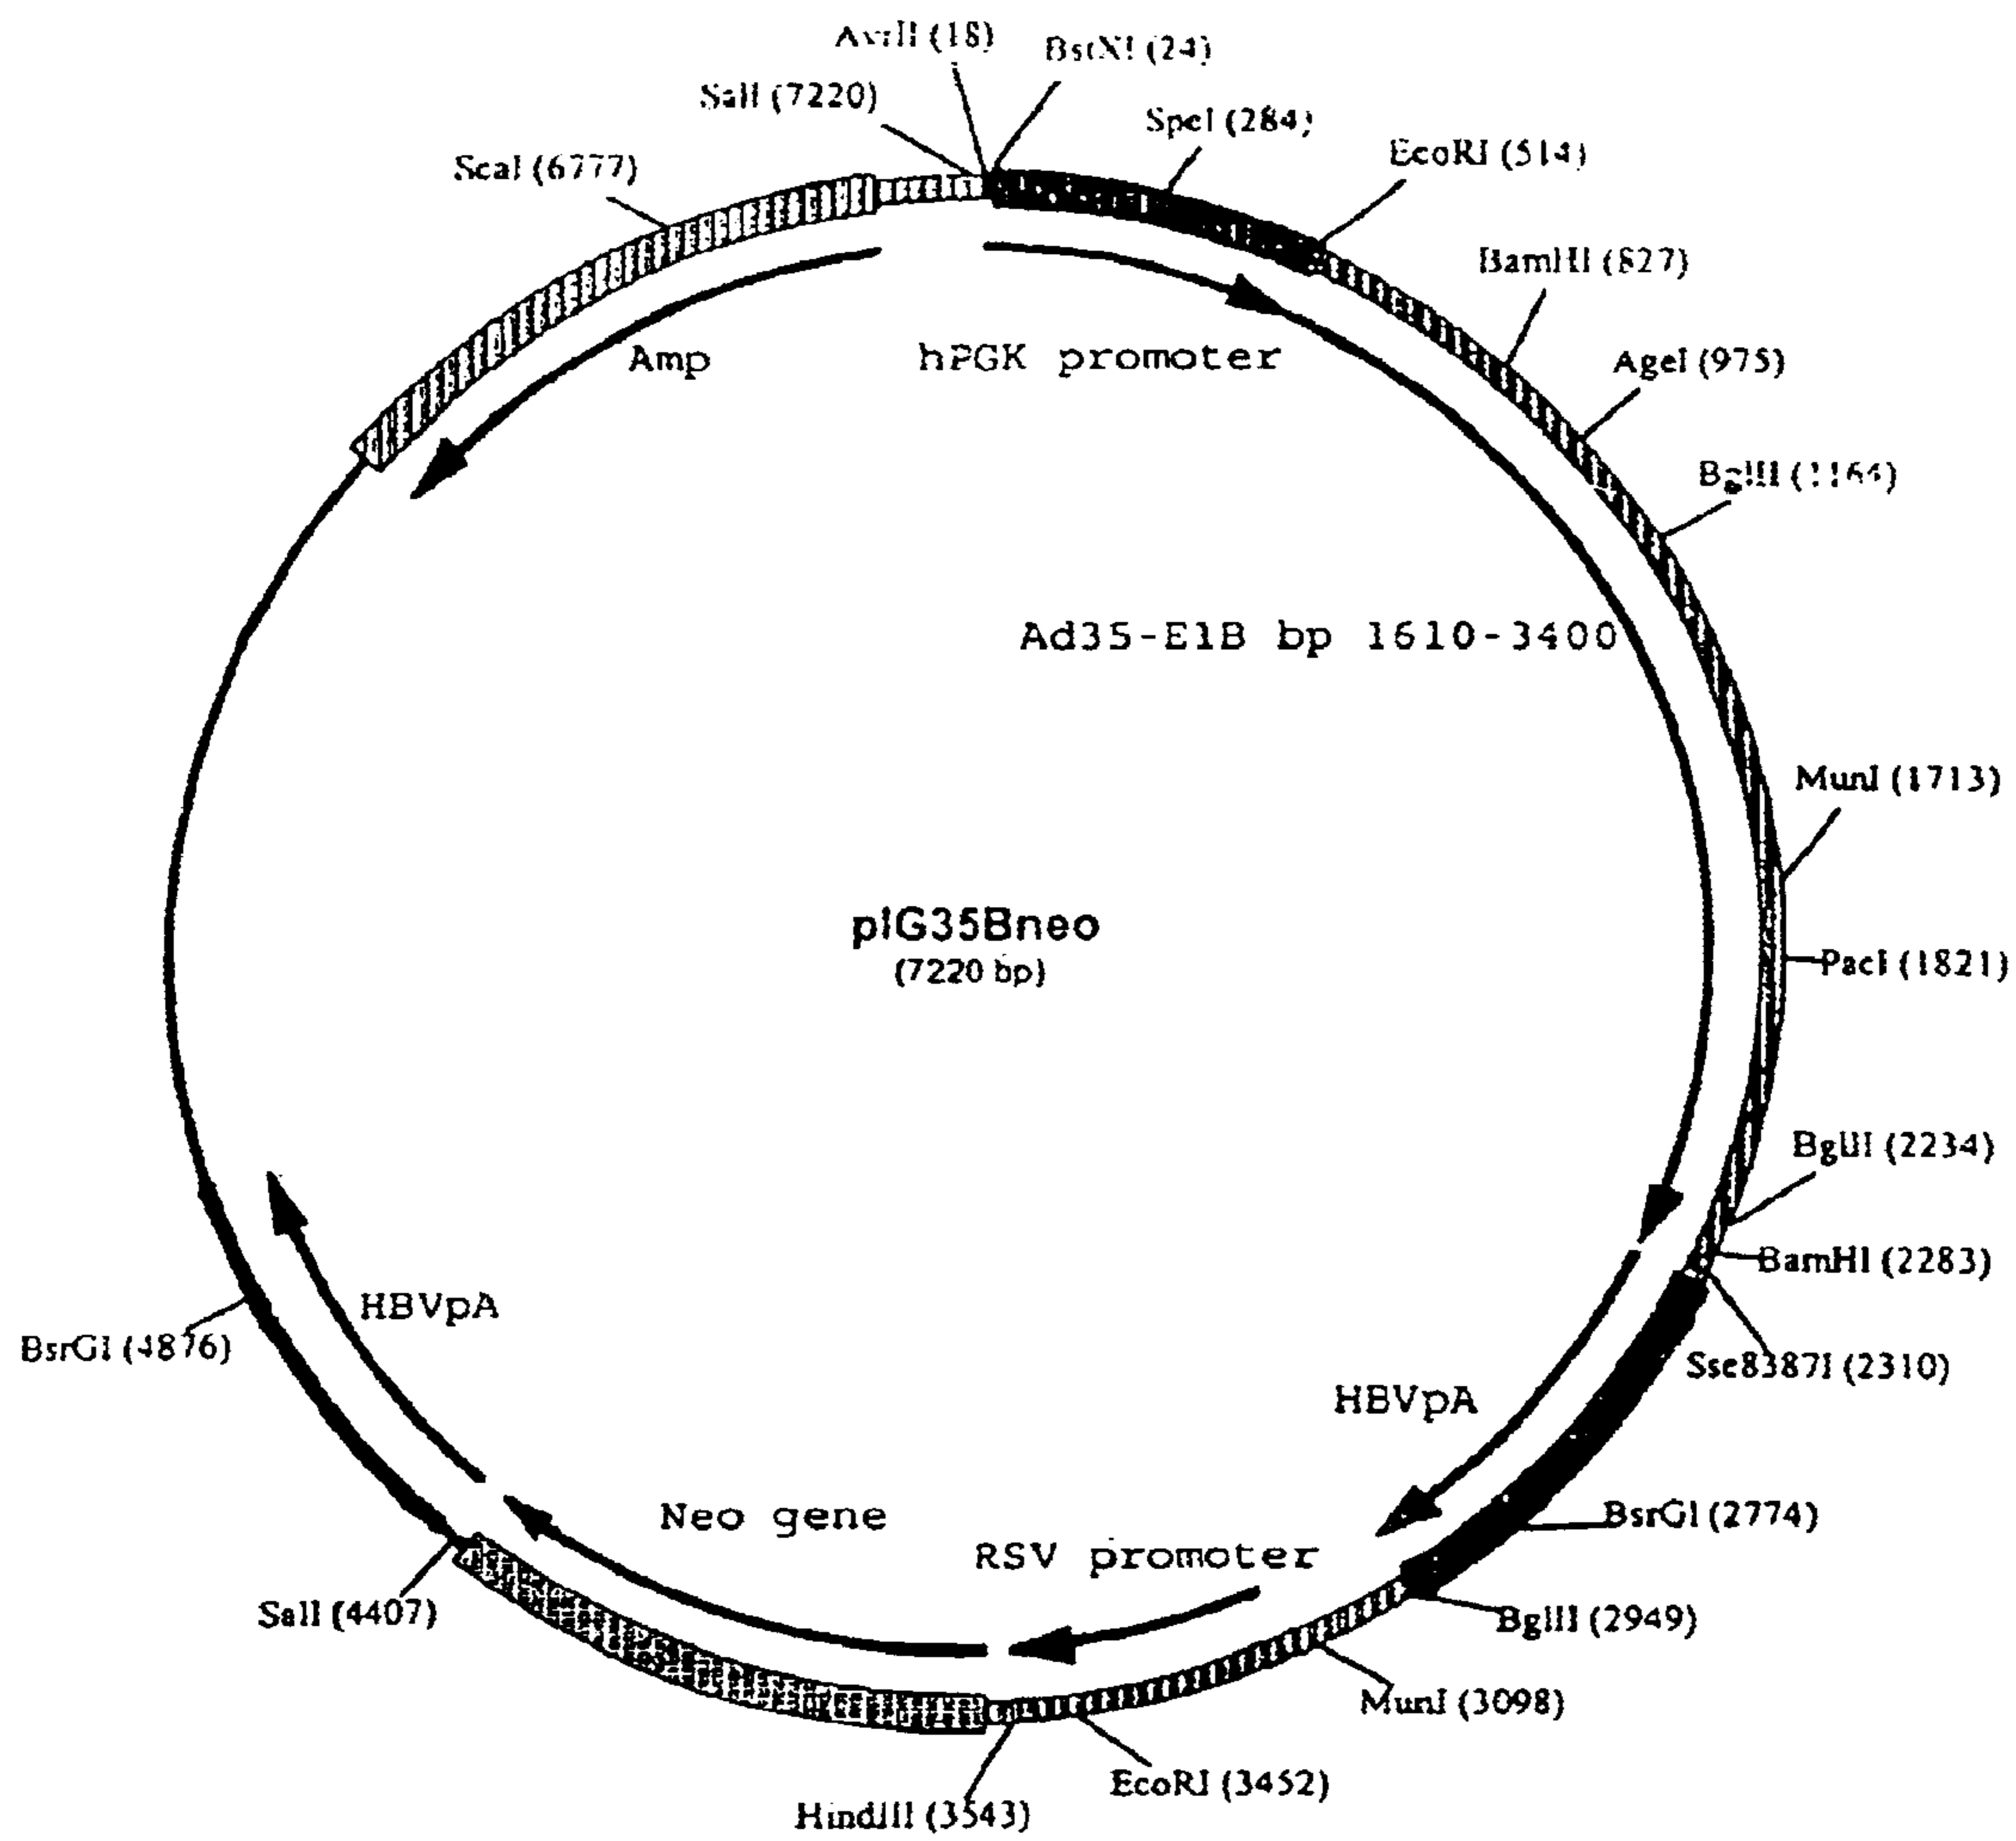 AvrII (18)
BstXI (24)
SalI (7220)
SpeI (284)
ScaI (6777)
EcoRI (514)
BamHI (827)
Amp
hPGK promoter
AgeI (975)
BglII
Ad35-E1B bp 1610-3400
MunI (1713)
pIG35Bneo
(7220 bp)
PacI (1821)
BglII (2234)
BamHI (2283)
HBVpA
BsrGI (4876)
Sse8387I (2310)
HBVpA
Neo gene
BsrGI (2774)
RSV promoter
SalI (4407)
BglII (2949)
MunI (3098)
EcoRI (3452)
HindIII (3543)